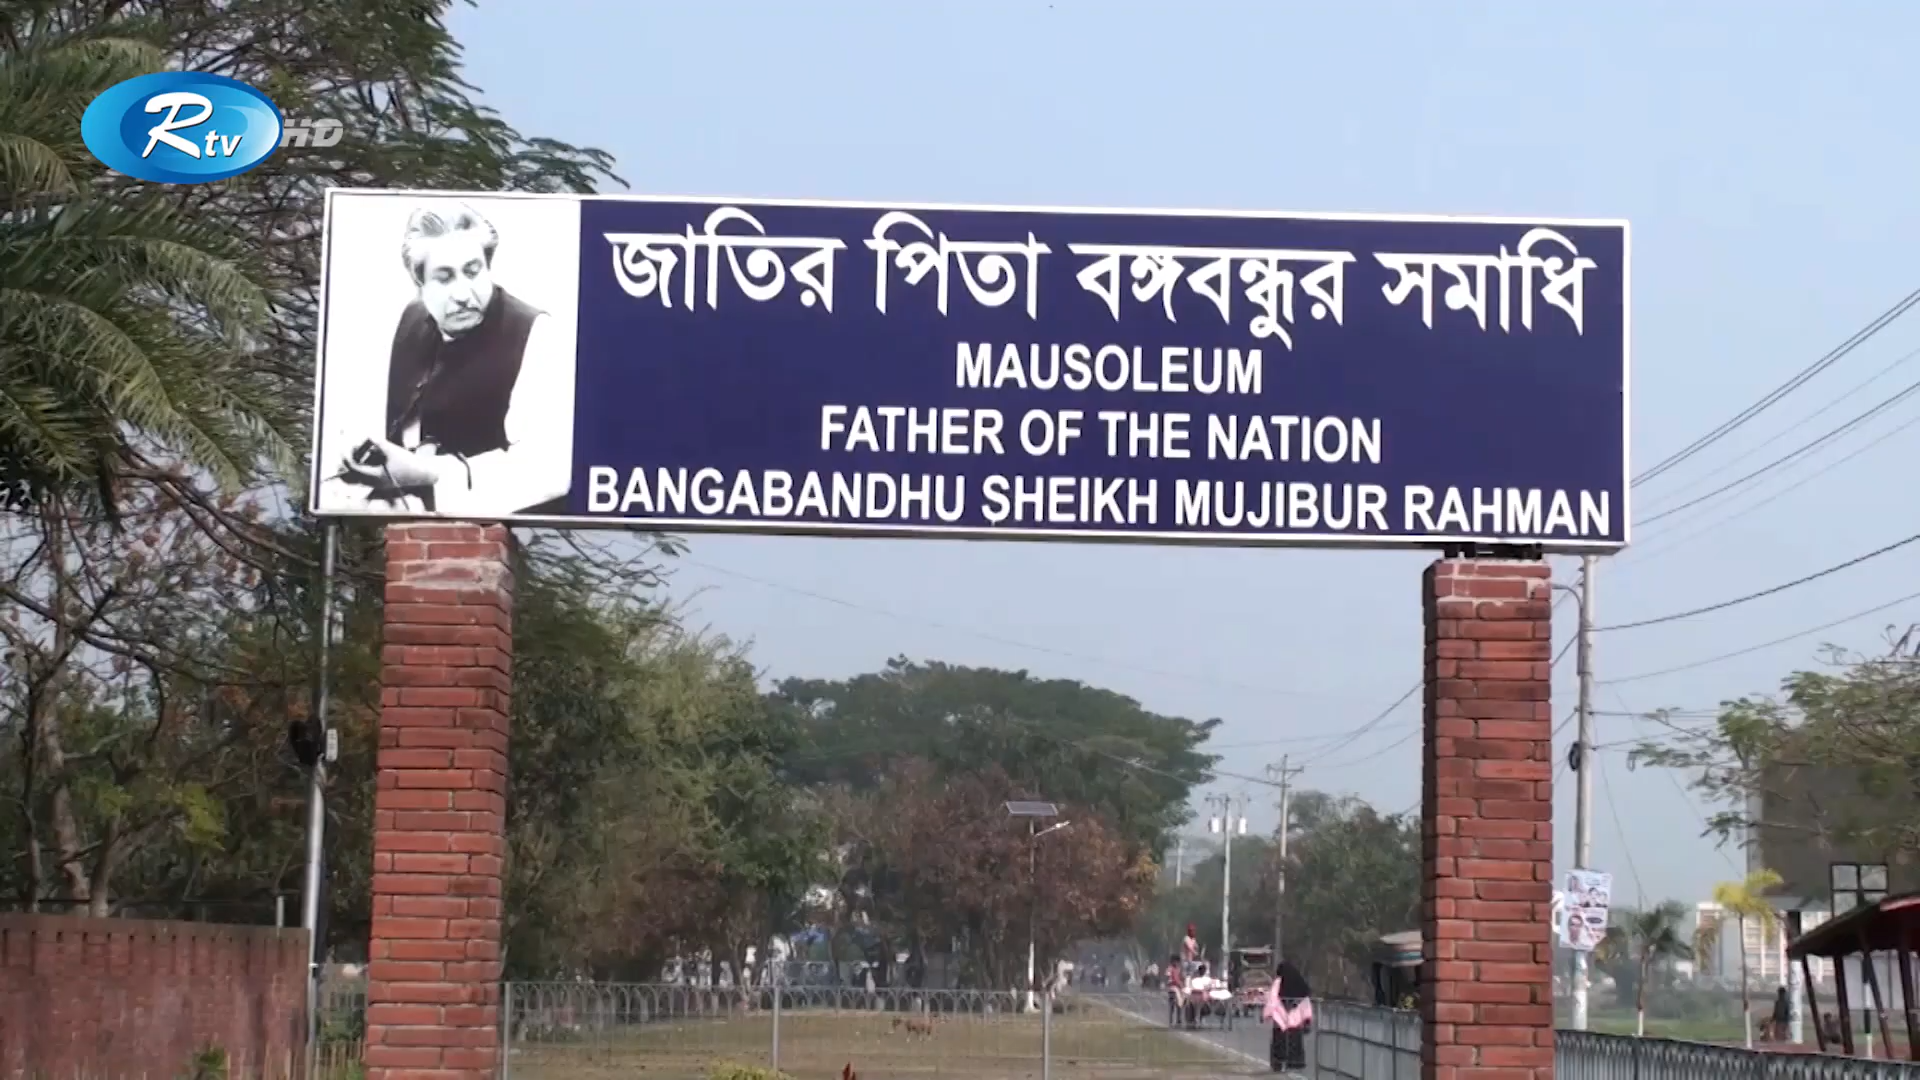 Rtv HD
জাতির পিতা বঙ্গবন্ধুর সমাধি
MAUSOLEUM
FATHER OF THE NATION
BANGABANDHU SHEIKH MUJIBUR RAHMAN